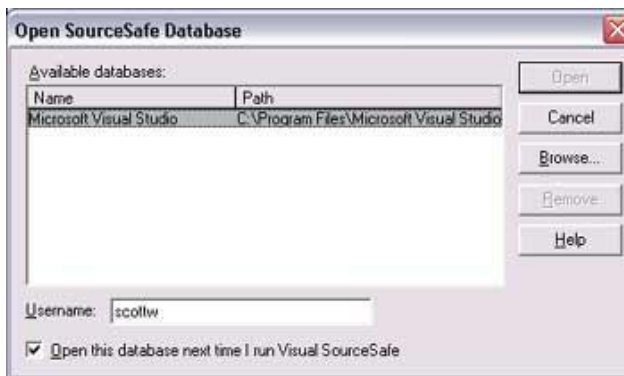 Open SourceSafe Database
Available databases:
Name Path
Microsoft Visual Studio C:\Program Files\Microsoft Visual Studio
Open
Cancel
Browse...
Remove
Help
Username: scottw
Open this database next time I run Visual SourceSafe